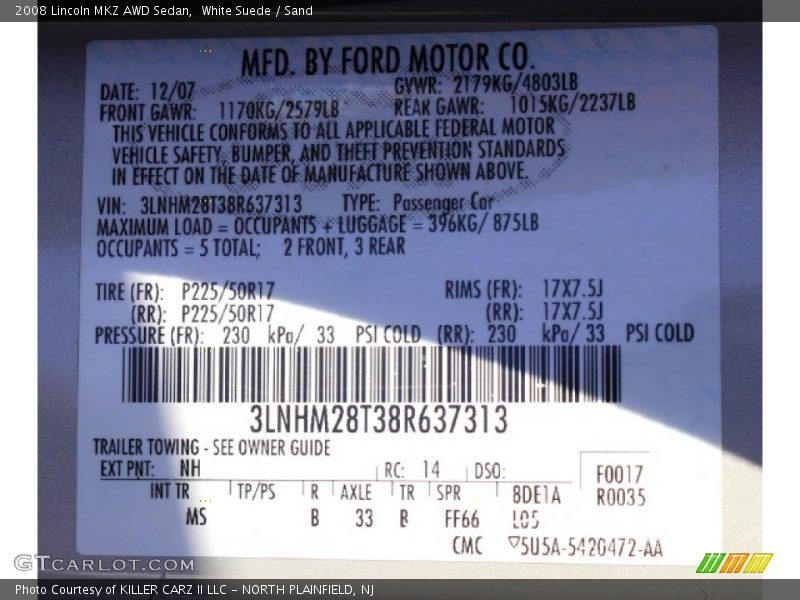 2008 Lincoln MKZ AWD Sedan, White Suede / Sand
MFD. BY FORD MOTOR CO.
DATE: 12/07 GVWR: 2179KG/4803LB
FRONT GAWR: 1170KG/2579LB REAR GAWR: 1015KG/2237LB
THIS VEHICLE CONFORMS TO ALL APPLICABLE FEDERAL MOTOR
VEHICLE SAFETY, BUMPER, AND THEFT PREVENTION STANDARDS
IN EFFECT ON THE DATE OF MANUFACTURE SHOWN ABOVE.
VIN: 3LNHM28T38R637313 TYPE: Passenger Car
MAXIMUM LOAD = OCCUPANTS + LUGGAGE = 396KG/ 875LB
OCCUPANTS = 5 TOTAL; 2 FRONT, 3 REAR
TIRE (FR): P225/50R17 RIMS (FR): 17X7.5J
(RR): P225/50R17 (RR): 17X7.5J
PRESSURE (FR): 230 kPa/ 33 PSI COLD (RR): 230 kPa/ 33 PSI COLD
3LNHM28T38R637313
TRAILER TOWING - SEE OWNER GUIDE
EXT PNT: NH RC: 14 DSO: F0017
INT TR TP/PS R AXLE TR SPR 8DE1A R0035
MS B 33 B FF66 L05
CMC ▽5U5A-5420472-AA
GTCARLOT.COM
Photo Courtesy of KILLER CARZ II LLC – NORTH PLAINFIELD, NJ